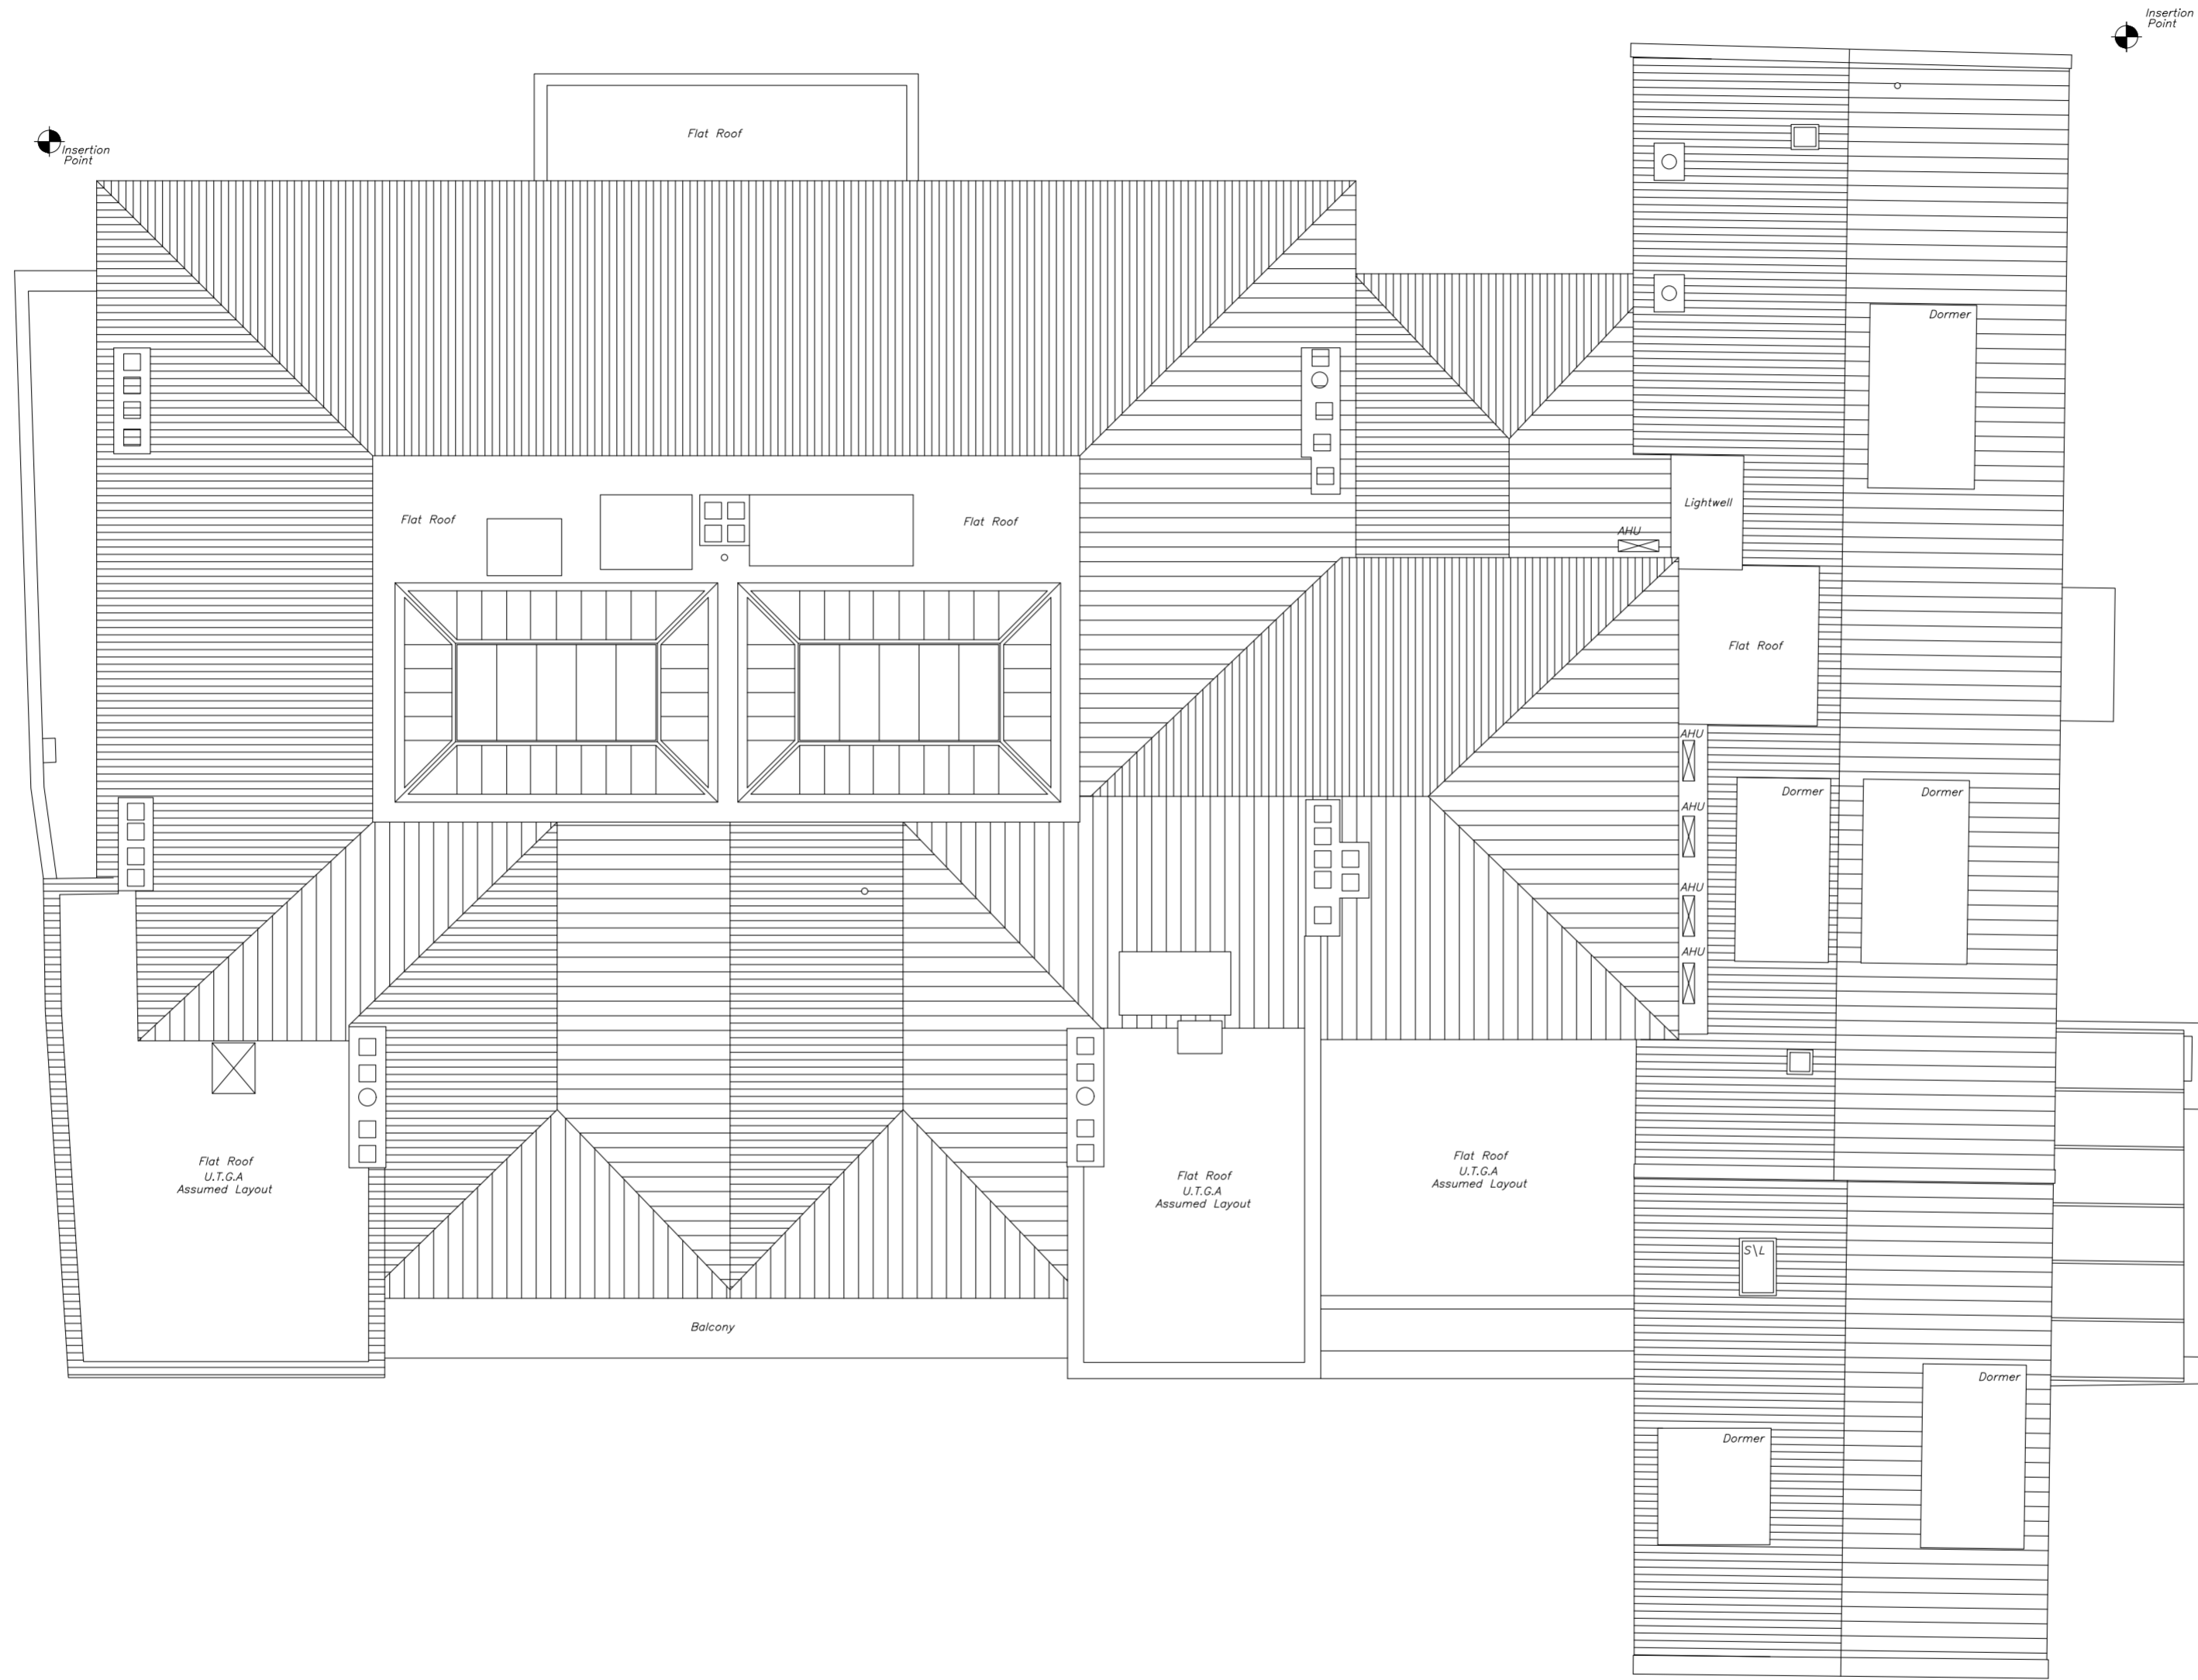 Insertion
Point
Insertion
Point
Flat Roof
Dormer
Lightwell
Flat Roof
Flat Roof
AHU
Flat Roof
AHU
Dormer
Dormer
AHU
AHU
AHU
Flat Roof
U.T.G.A
Assumed Layout
Flat Roof
U.T.G.A
Assumed Layout
Flat Roof
U.T.G.A
Assumed Layout
S\L
Balcony
Dormer
Dormer